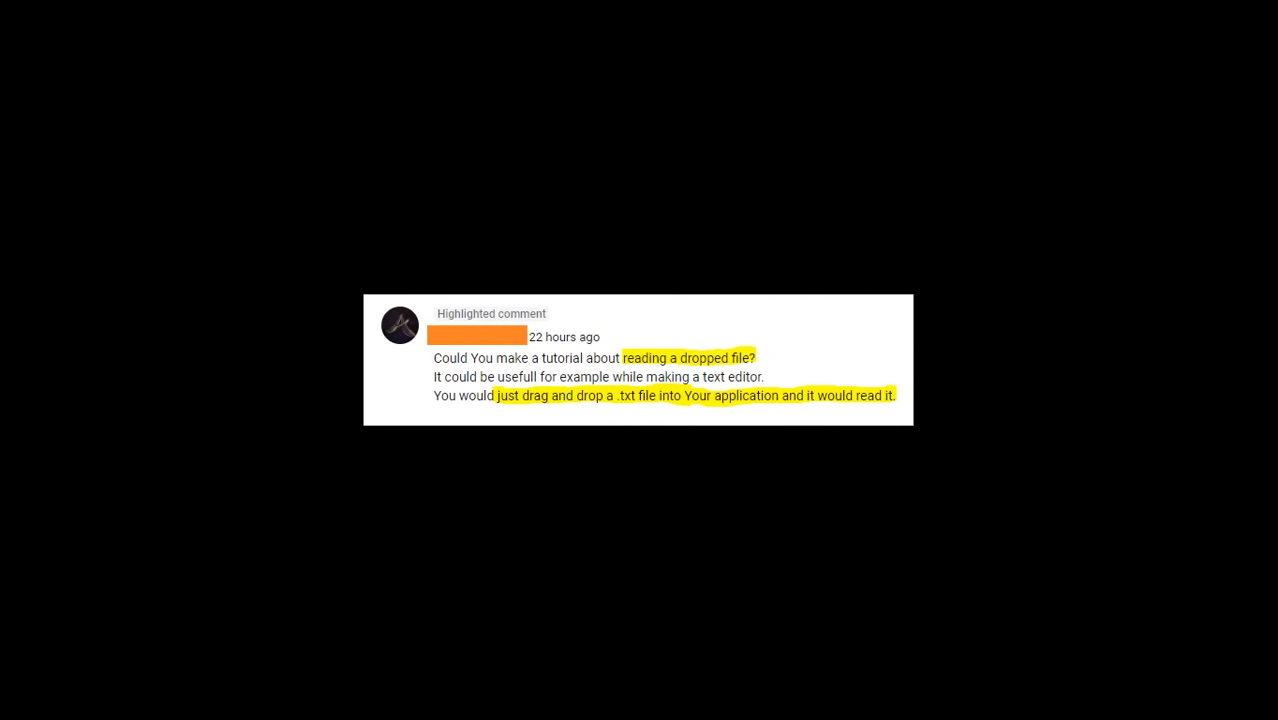 Highlighted comment
22 hours ago
Could You make a tutorial about reading a dropped file?
It could be usefull for example while making a text editor.
You would just drag and drop a .txt file into Your application and it would read it.